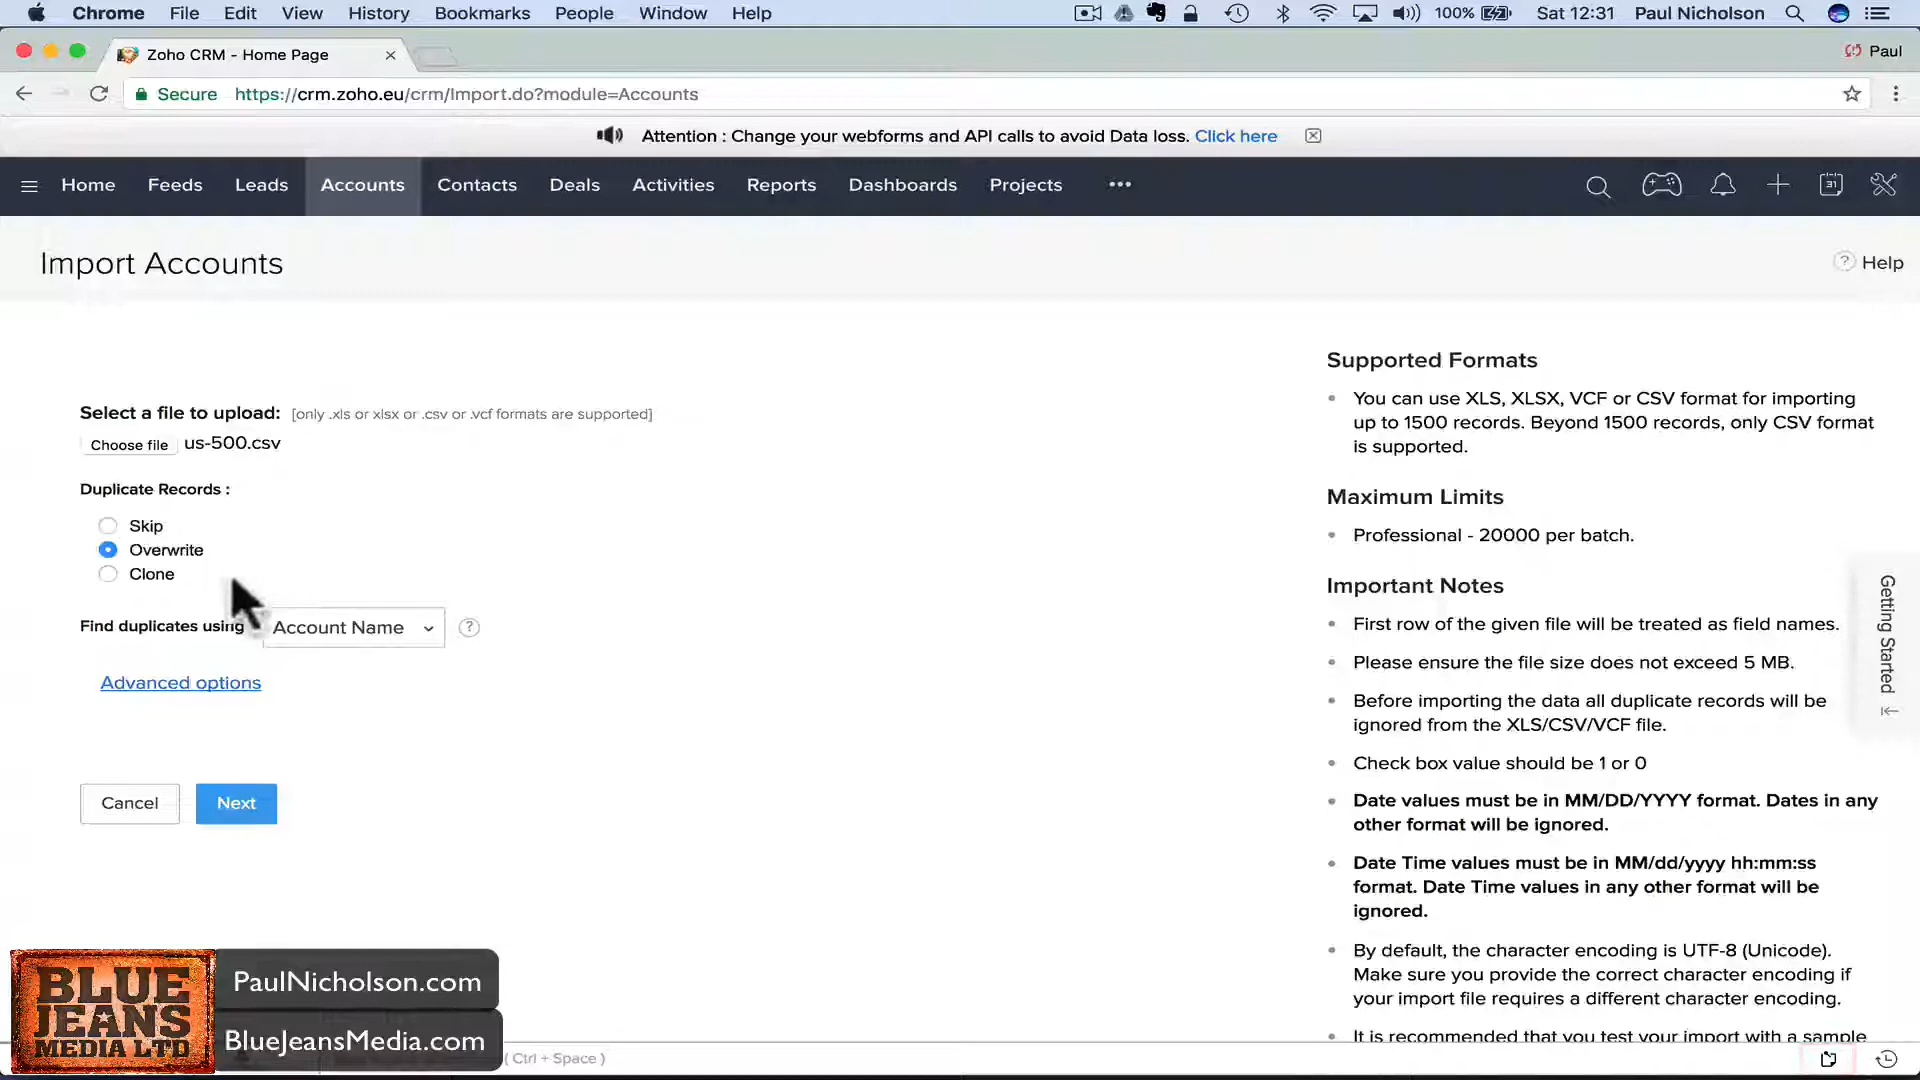 Chrome File Edit View History Bookmarks People Window Help 100% Sat 12:31 Paul Nicholson
Zoho CRM - Home Page Paul
Secure https://crm.zoho.eu/crm/Import.do?module=Accounts
Attention : Change your webforms and API calls to avoid Data loss. Click here
Home Feeds Leads Accounts Contacts Deals Activities Reports Dashboards Projects ••• 31
Import Accounts
? Help
Select a file to upload: [only .xls or xlsx or .csv or .vcf formats are supported]
Choose file us-500.csv
Duplicate Records :
Skip
Overwrite
Clone
Find duplicates using Account Name ?
Advanced options
Cancel Next
Supported Formats
• You can use XLS, XLSX, VCF or CSV format for importing
up to 1500 records. Beyond 1500 records, only CSV format
is supported.
Maximum Limits
• Professional - 20000 per batch.
Important Notes
• First row of the given file will be treated as field names.
• Please ensure the file size does not exceed 5 MB.
• Before importing the data all duplicate records will be
ignored from the XLS/CSV/VCF file.
• Check box value should be 1 or 0
• Date values must be in MM/DD/YYYY format. Dates in any
other format will be ignored.
• Date Time values must be in MM/dd/yyyy hh:mm:ss
format. Date Time values in any other format will be
ignored.
• By default, the character encoding is UTF-8 (Unicode).
Make sure you provide the correct character encoding if
your import file requires a different character encoding.
• It is recommended that you test your import with a sample
Getting Started
BLUE
JEANS
MEDIA LTD
PaulNicholson.com
BlueJeansMedia.com
( Ctrl + Space )